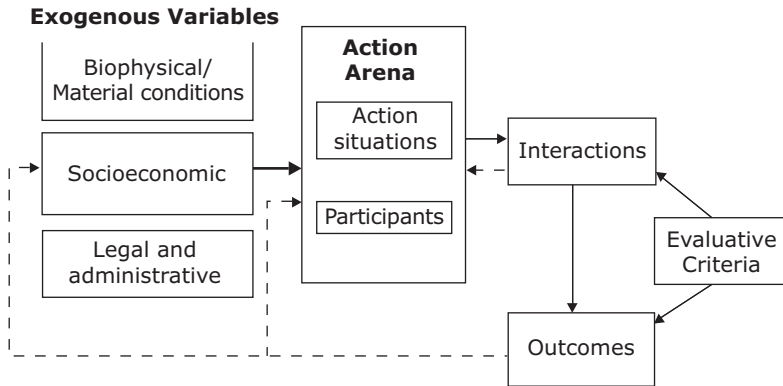 Exogenous Variables
Biophysical/
Material conditions
Socioeconomic
Legal and
administrative
Action
Arena
Action
situations
Participants
Interactions
Evaluative
Criteria
Outcomes